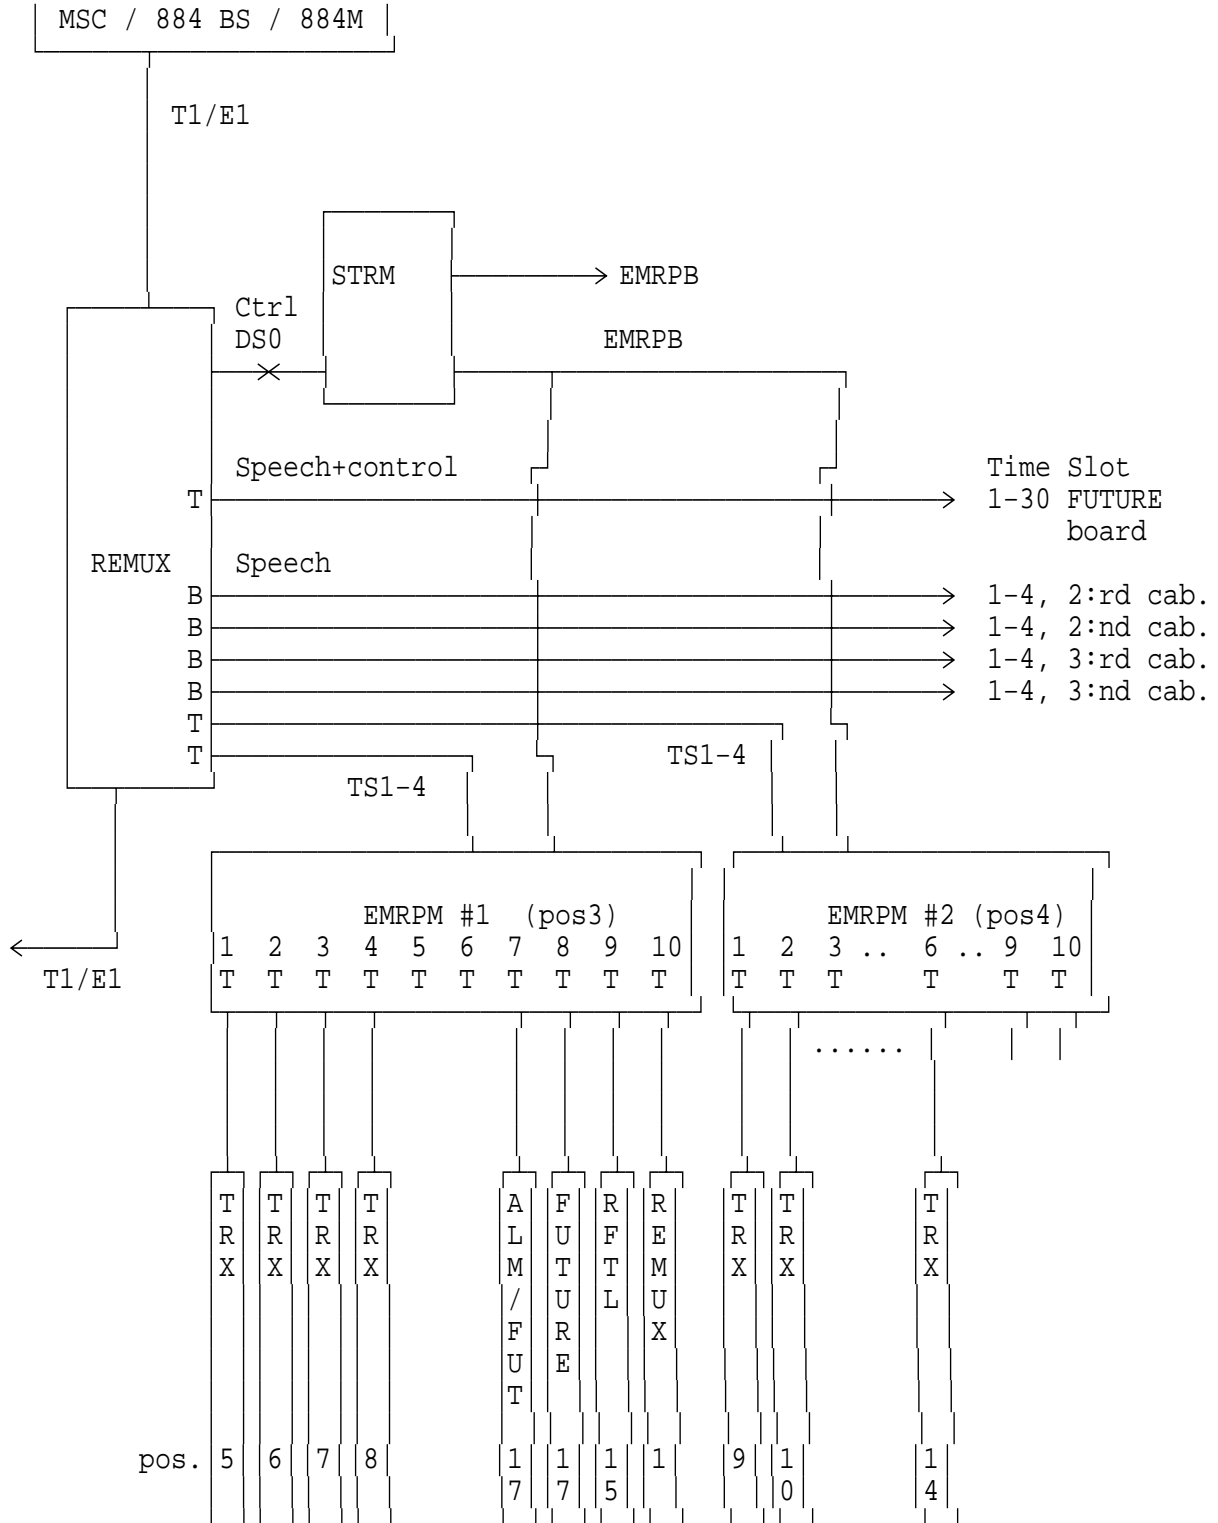 MSC / 884 BS / 884M
T1/E1
STRM
EMRPB
Ctrl
DS0
EMRPB
Speech+control
Time Slot
T
1-30 FUTURE
board
REMUX
Speech
B
1-4, 2:rd cab.
B
1-4, 2:nd cab.
B
1-4, 3:rd cab.
B
1-4, 3:nd cab.
T
T
TS1-4
TS1-4
EMRPM #1 (pos3)
EMRPM #2 (pos4)
1 2 3 4 5 6 7 8 9 10
1 2 3 .. 6 .. 9 10
T1/E1
T T T T T T T T T T
T T T T T T
......
TRX
TRX
TRX
TRX
ALM/FUT
FUTURE
RFTL
REMUX
TRX
TRX
TRX
pos. 5 6 7 8 17 17 15 1 9 10 14